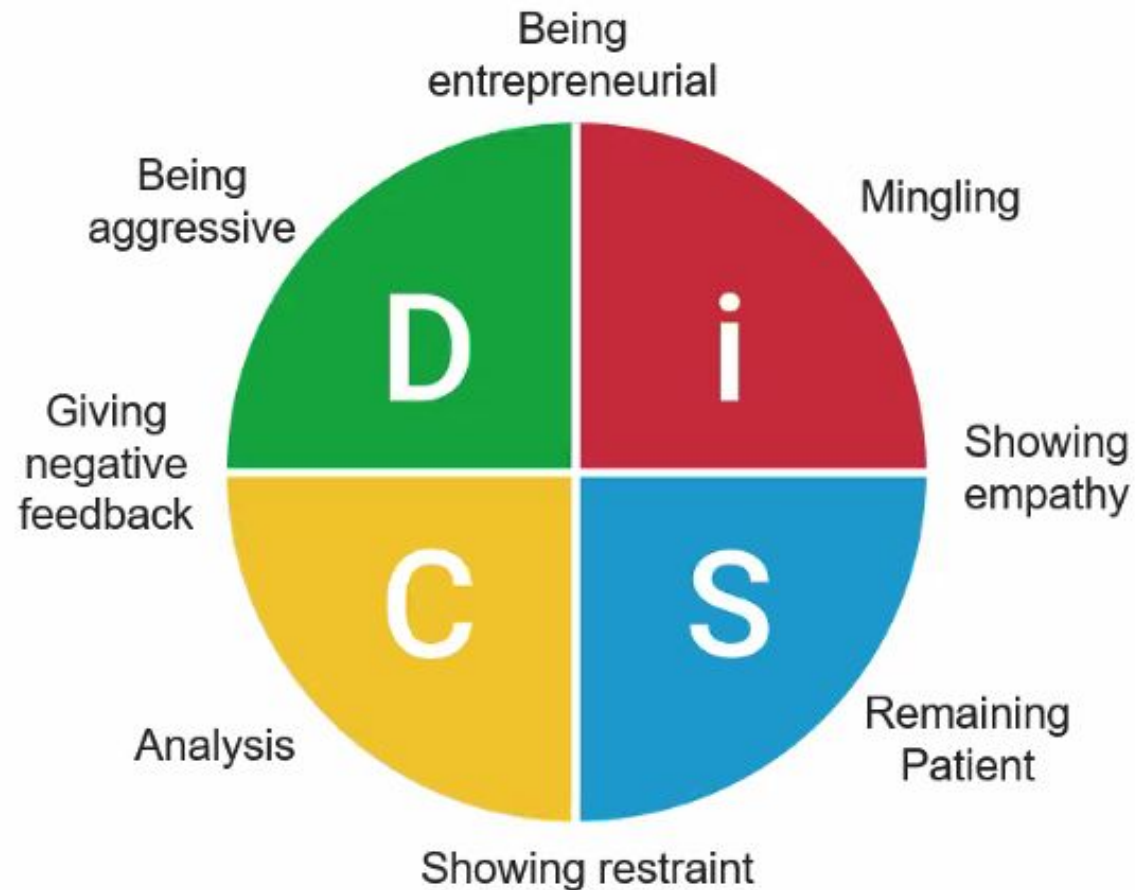 Being
entrepreneurial
Being
aggressive
Mingling
D
i
Giving
negative
feedback
Showing
empathy
C
S
Analysis
Remaining
Patient
Showing restraint